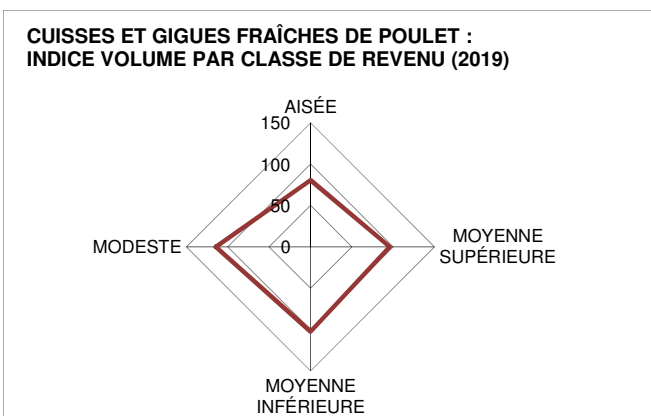 CUISSES ET GIGUES FRAÎCHES DE POULET :
INDICE VOLUME PAR CLASSE DE REVENU (2019)
AISÉE
150
100
50
0
MODESTE
MOYENNE
SUPÉRIEURE
MOYENNE
INFÉRIEURE